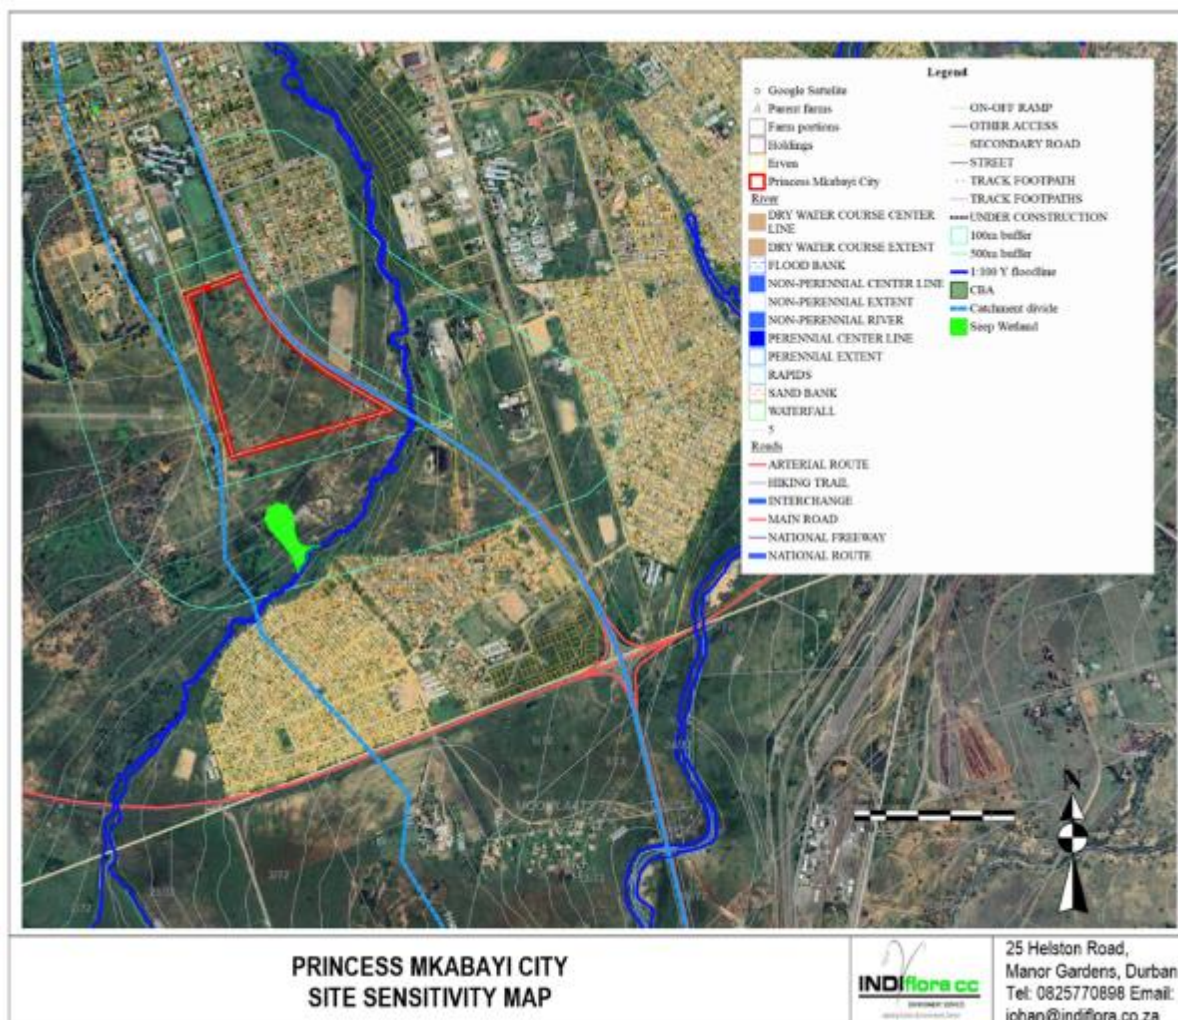 Legend
Google Sattelite
Parent farms
Farm portions
Holdings
Erven
Princess Mkabayi City
River
DRY WATER COURSE CENTER
LINE
DRY WATER COURSE EXTENT
FLOOD BANK
NON-PERENNIAL CENTER LINE
NON-PERENNIAL EXTENT
NON-PERENNIAL RIVER
PERENNIAL CENTER LINE
PERENNIAL EXTENT
RAPIDS
SAND BANK
WATERFALL
5
Roads
ARTERIAL ROUTE
HIKING TRAIL
INTERCHANGE
MAIN ROAD
NATIONAL FREEWAY
NATIONAL ROUTE
ON-OFF RAMP
OTHER ACCESS
SECONDARY ROAD
STREET
TRACK FOOTPATH
TRACK FOOTPATHS
UNDER CONSTRUCTION
100m buffer
500m buffer
1:100 Y floodline
CBA
Catchment divide
Seep Wetland
N
PRINCESS MKABAYI CITY
SITE SENSITIVITY MAP
INDIflora cc
25 Helston Road,
Manor Gardens, Durban
Tel: 0825770898 Email:
johan@indiflora.co.za